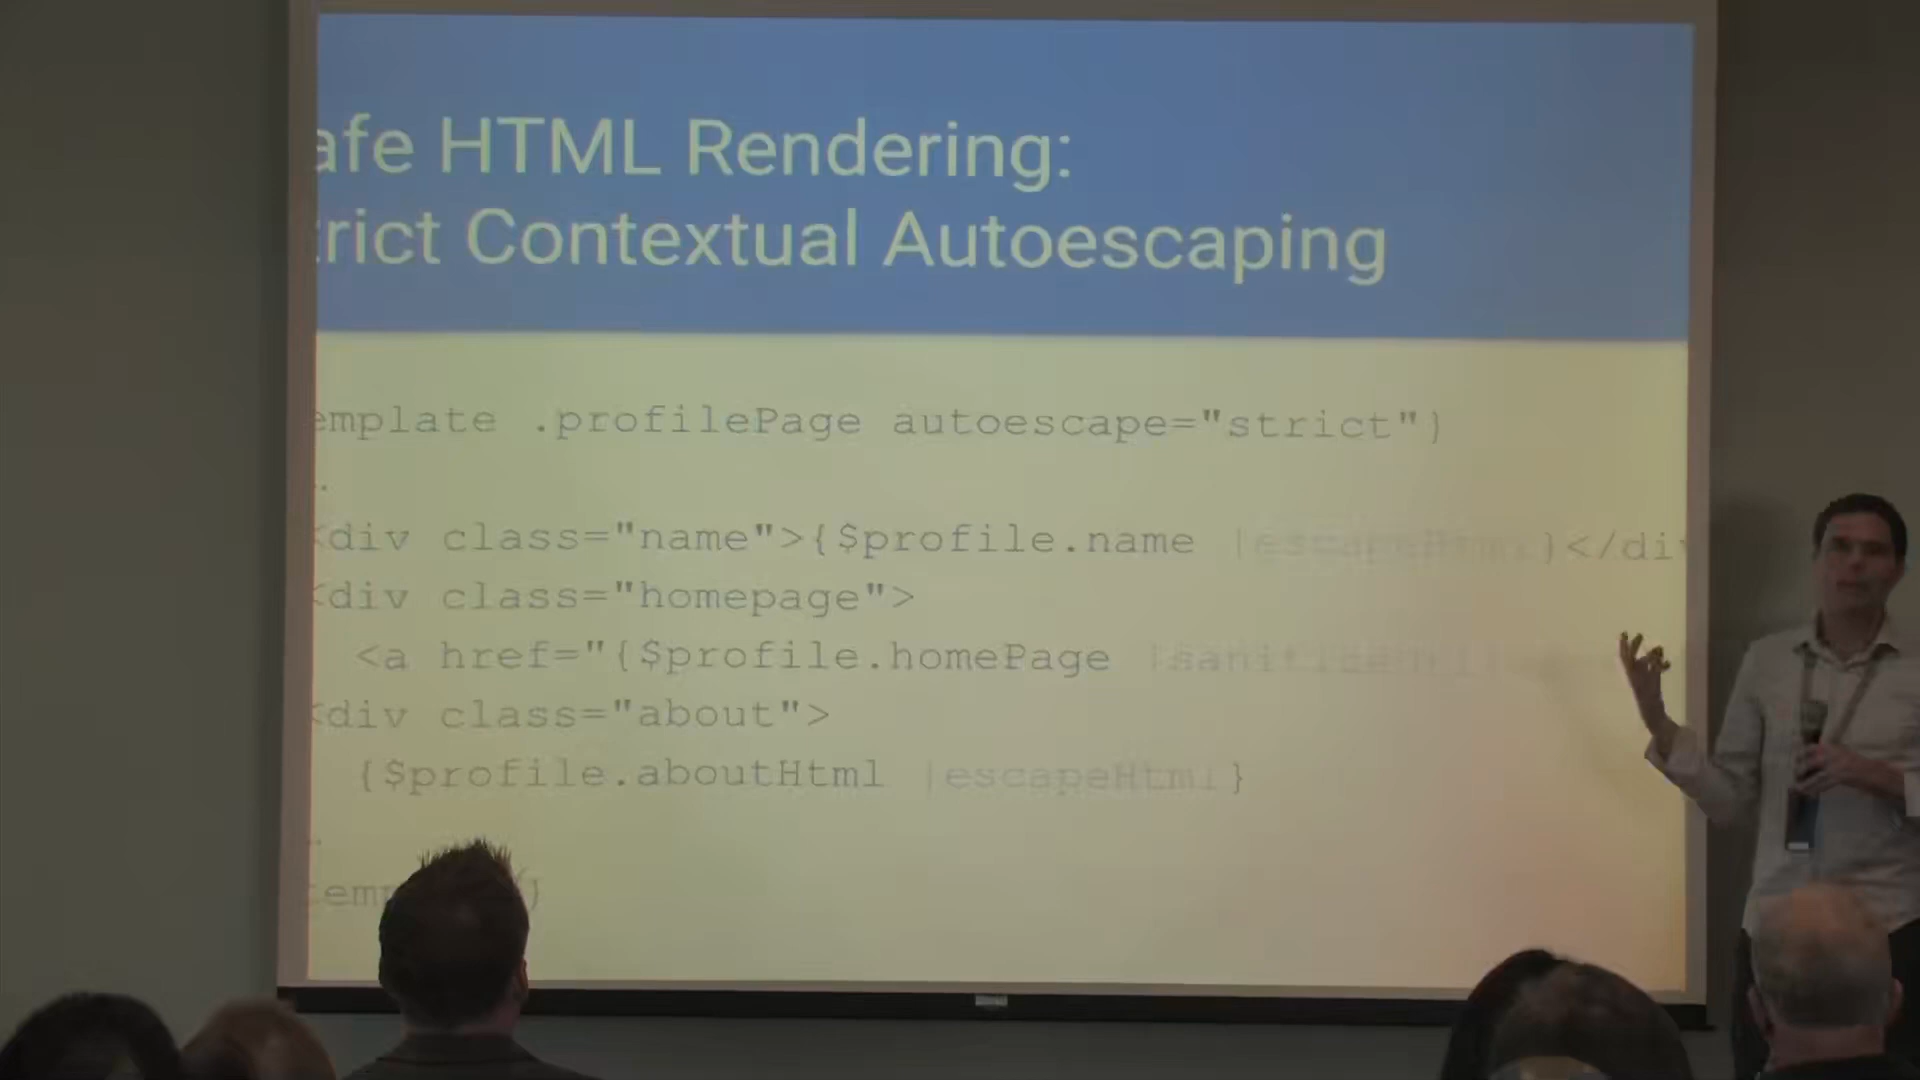 afe HTML Rendering:
rict Contextual Autoescaping
emplate .profilePage autoescape="strict"}
.
<div class="name">{$profile.name |escapeHtml}</div
<div class="homepage">
<a href="{$profile.homePage
<div class="about">
{$profile.aboutHtml |escapeHtml}